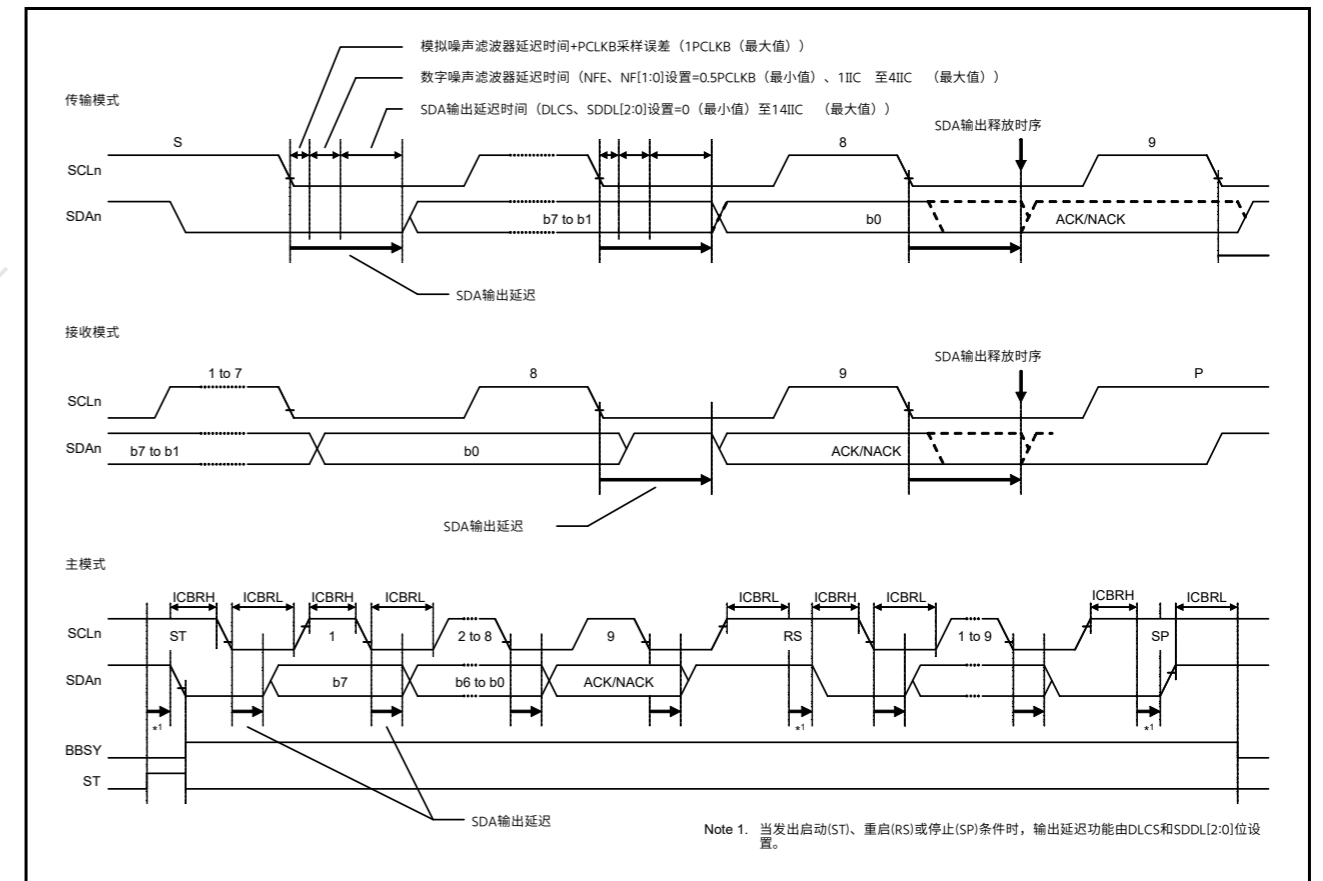 模拟噪声滤波器延迟时间+PCLKB采样误差（1PCLKB（最大值））
数字噪声滤波器延迟时间（NFE、NF[1:0]设置=0.5PCLKB（最小值）、1IIC 至4IIC （最大值））
传输模式
SDA输出延迟时间（DLCS、SDDL[2:0]设置=0（最小值）至14IIC （最大值））
SDA输出释放时序
S 8 9
SCLn
SDAn
b7 to b1 b0 ACK/NACK
SDA输出延迟
接收模式
SDA输出释放时序
1 to 7 8 9 P
SCLn
SDAn b7 to b1 b0 ACK/NACK
SDA输出延迟
主模式
ICBRH ICBRL ICBRH ICBRL ICBRL ICBRH ICBRL ICBRH ICBRL
SCLn ST 1 2 to 8 9 RS 1 to 9 SP
SDAn b7 b6 to b0 ACK/NACK
*1 *1 *1
BBSY
ST
SDA输出延迟
Note 1. 当发出启动(ST)、重启(RS)或停止(SP)条件时，输出延迟功能由DLCS和SDDL[2:0]位设
置。